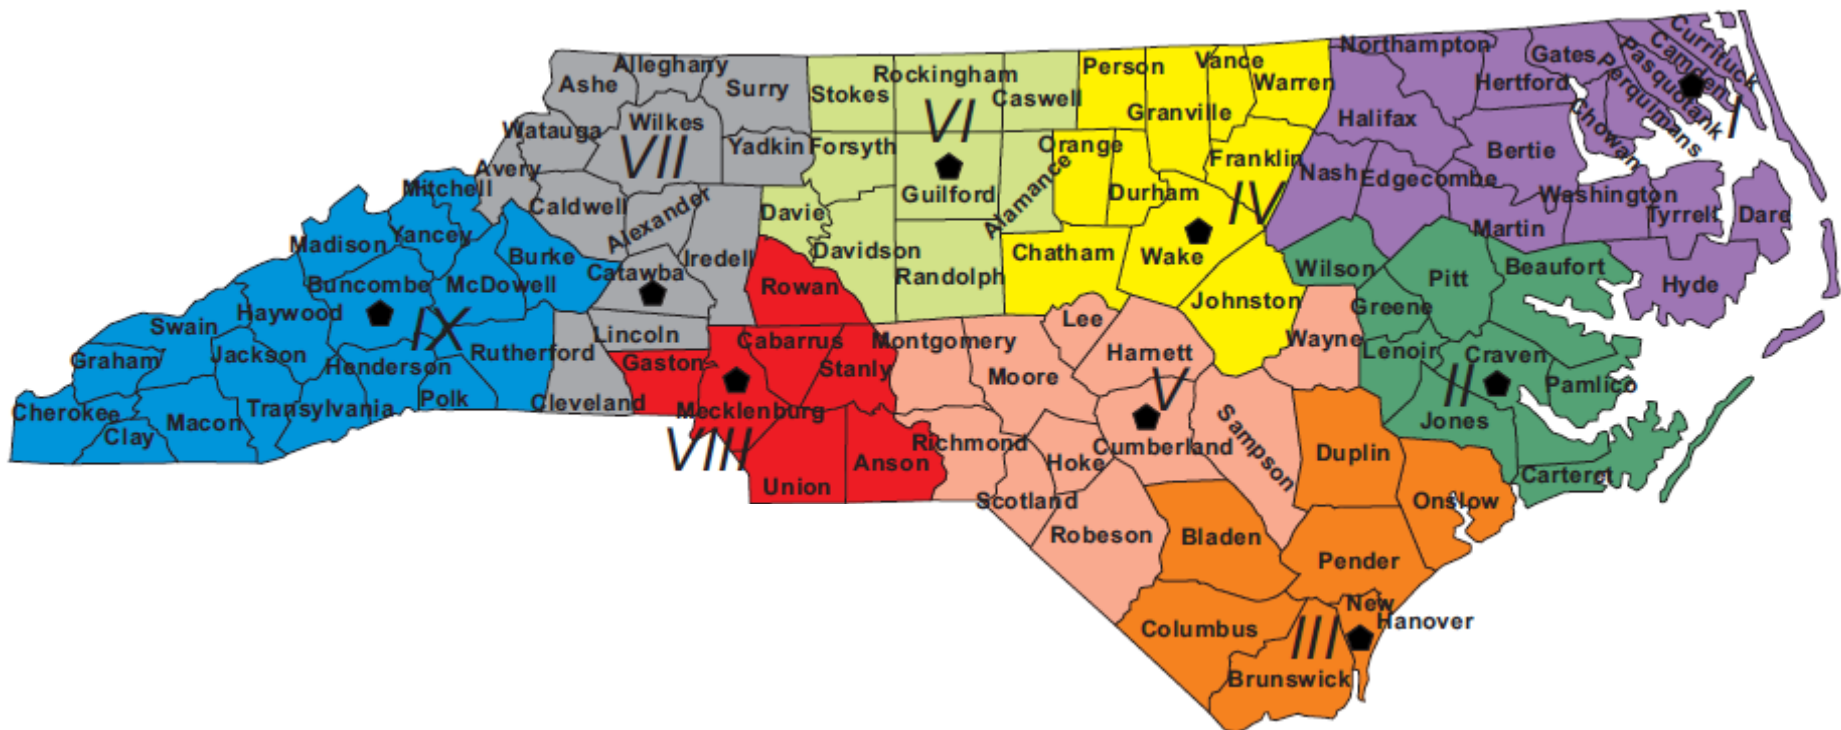 Alleghany
Ashe
Surry
Watauga
Wilkes
VII
Yadkin
Avery
Caldwell
Alexander
Iredell
Catawba
Lincoln
Cleveland
Mitchell
Madison
Yancey
Burke
Buncombe
McDowell
Haywood
IX
Swain
Graham
Jackson
Henderson
Rutherford
Polk
Cherokee
Clay
Macon
Transylvania
Rockingham
Stokes
Caswell
VI
Forsyth
Guilford
Alamance
Davie
Davidson
Randolph
Rowan
Cabarrus
Gaston
Stanly
Mecklenburg
VIII
Union
Anson
Person
Vance
Warren
Granville
Orange
Durham
Franklin
IV
Chatham
Wake
Johnston
Lee
Montgomery
Moore
Harnett
Wayne
V
Richmond
Hoke
Cumberland
Sampson
Scotland
Robeson
Northampton
Gates
Hertford
Currituck
Camden
Pasquotank
Perquimans
Chowan
I
Halifax
Bertie
Nash
Edgecombe
Washington
Tyrrell
Dare
Martin
Hyde
Wilson
Pitt
Beaufort
Greene
Lenoir
Craven
II
Pamlico
Jones
Carteret
Duplin
Onslow
Bladen
Pender
New
Hanover
Columbus
III
Brunswick